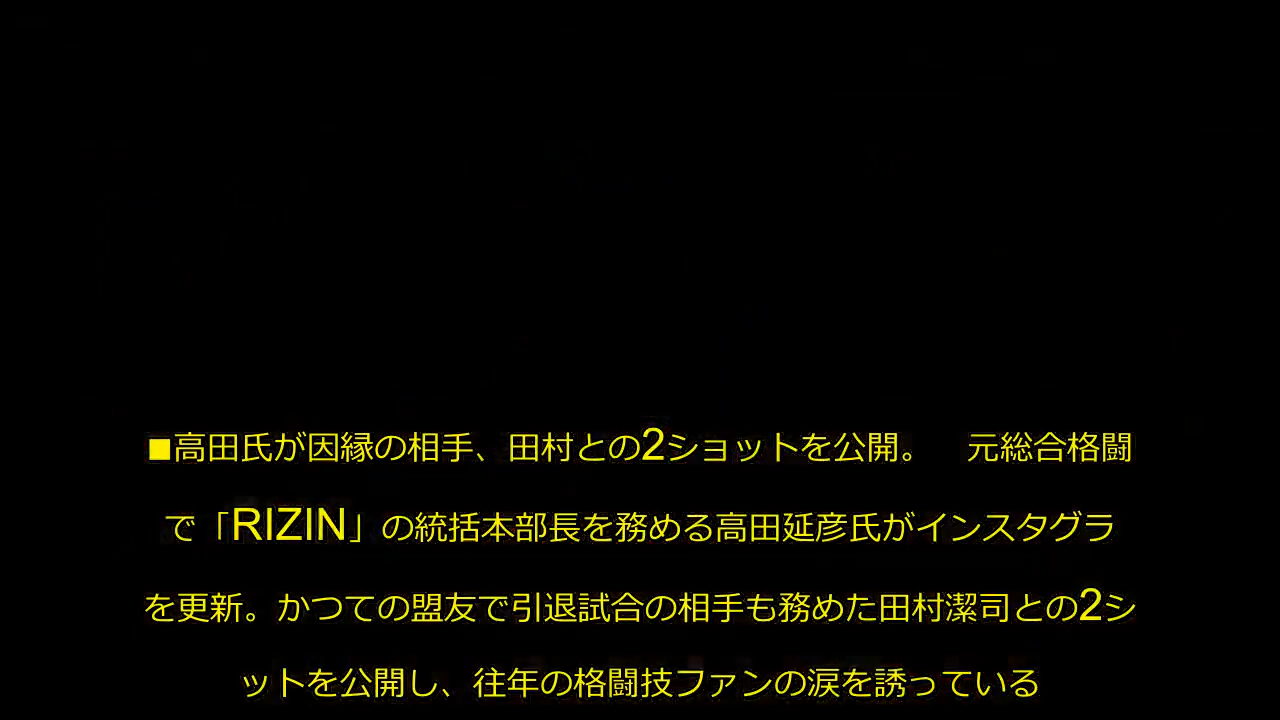 ■高田氏が因縁の相手、田村との2ショットを公開。　元総合格闘
で「RIZIN」の統括本部長を務める高田延彦氏がインスタグラ
を更新。かつての盟友で引退試合の相手も務めた田村潔司との2シ
ットを公開し、往年の格闘技ファンの涙を誘っている